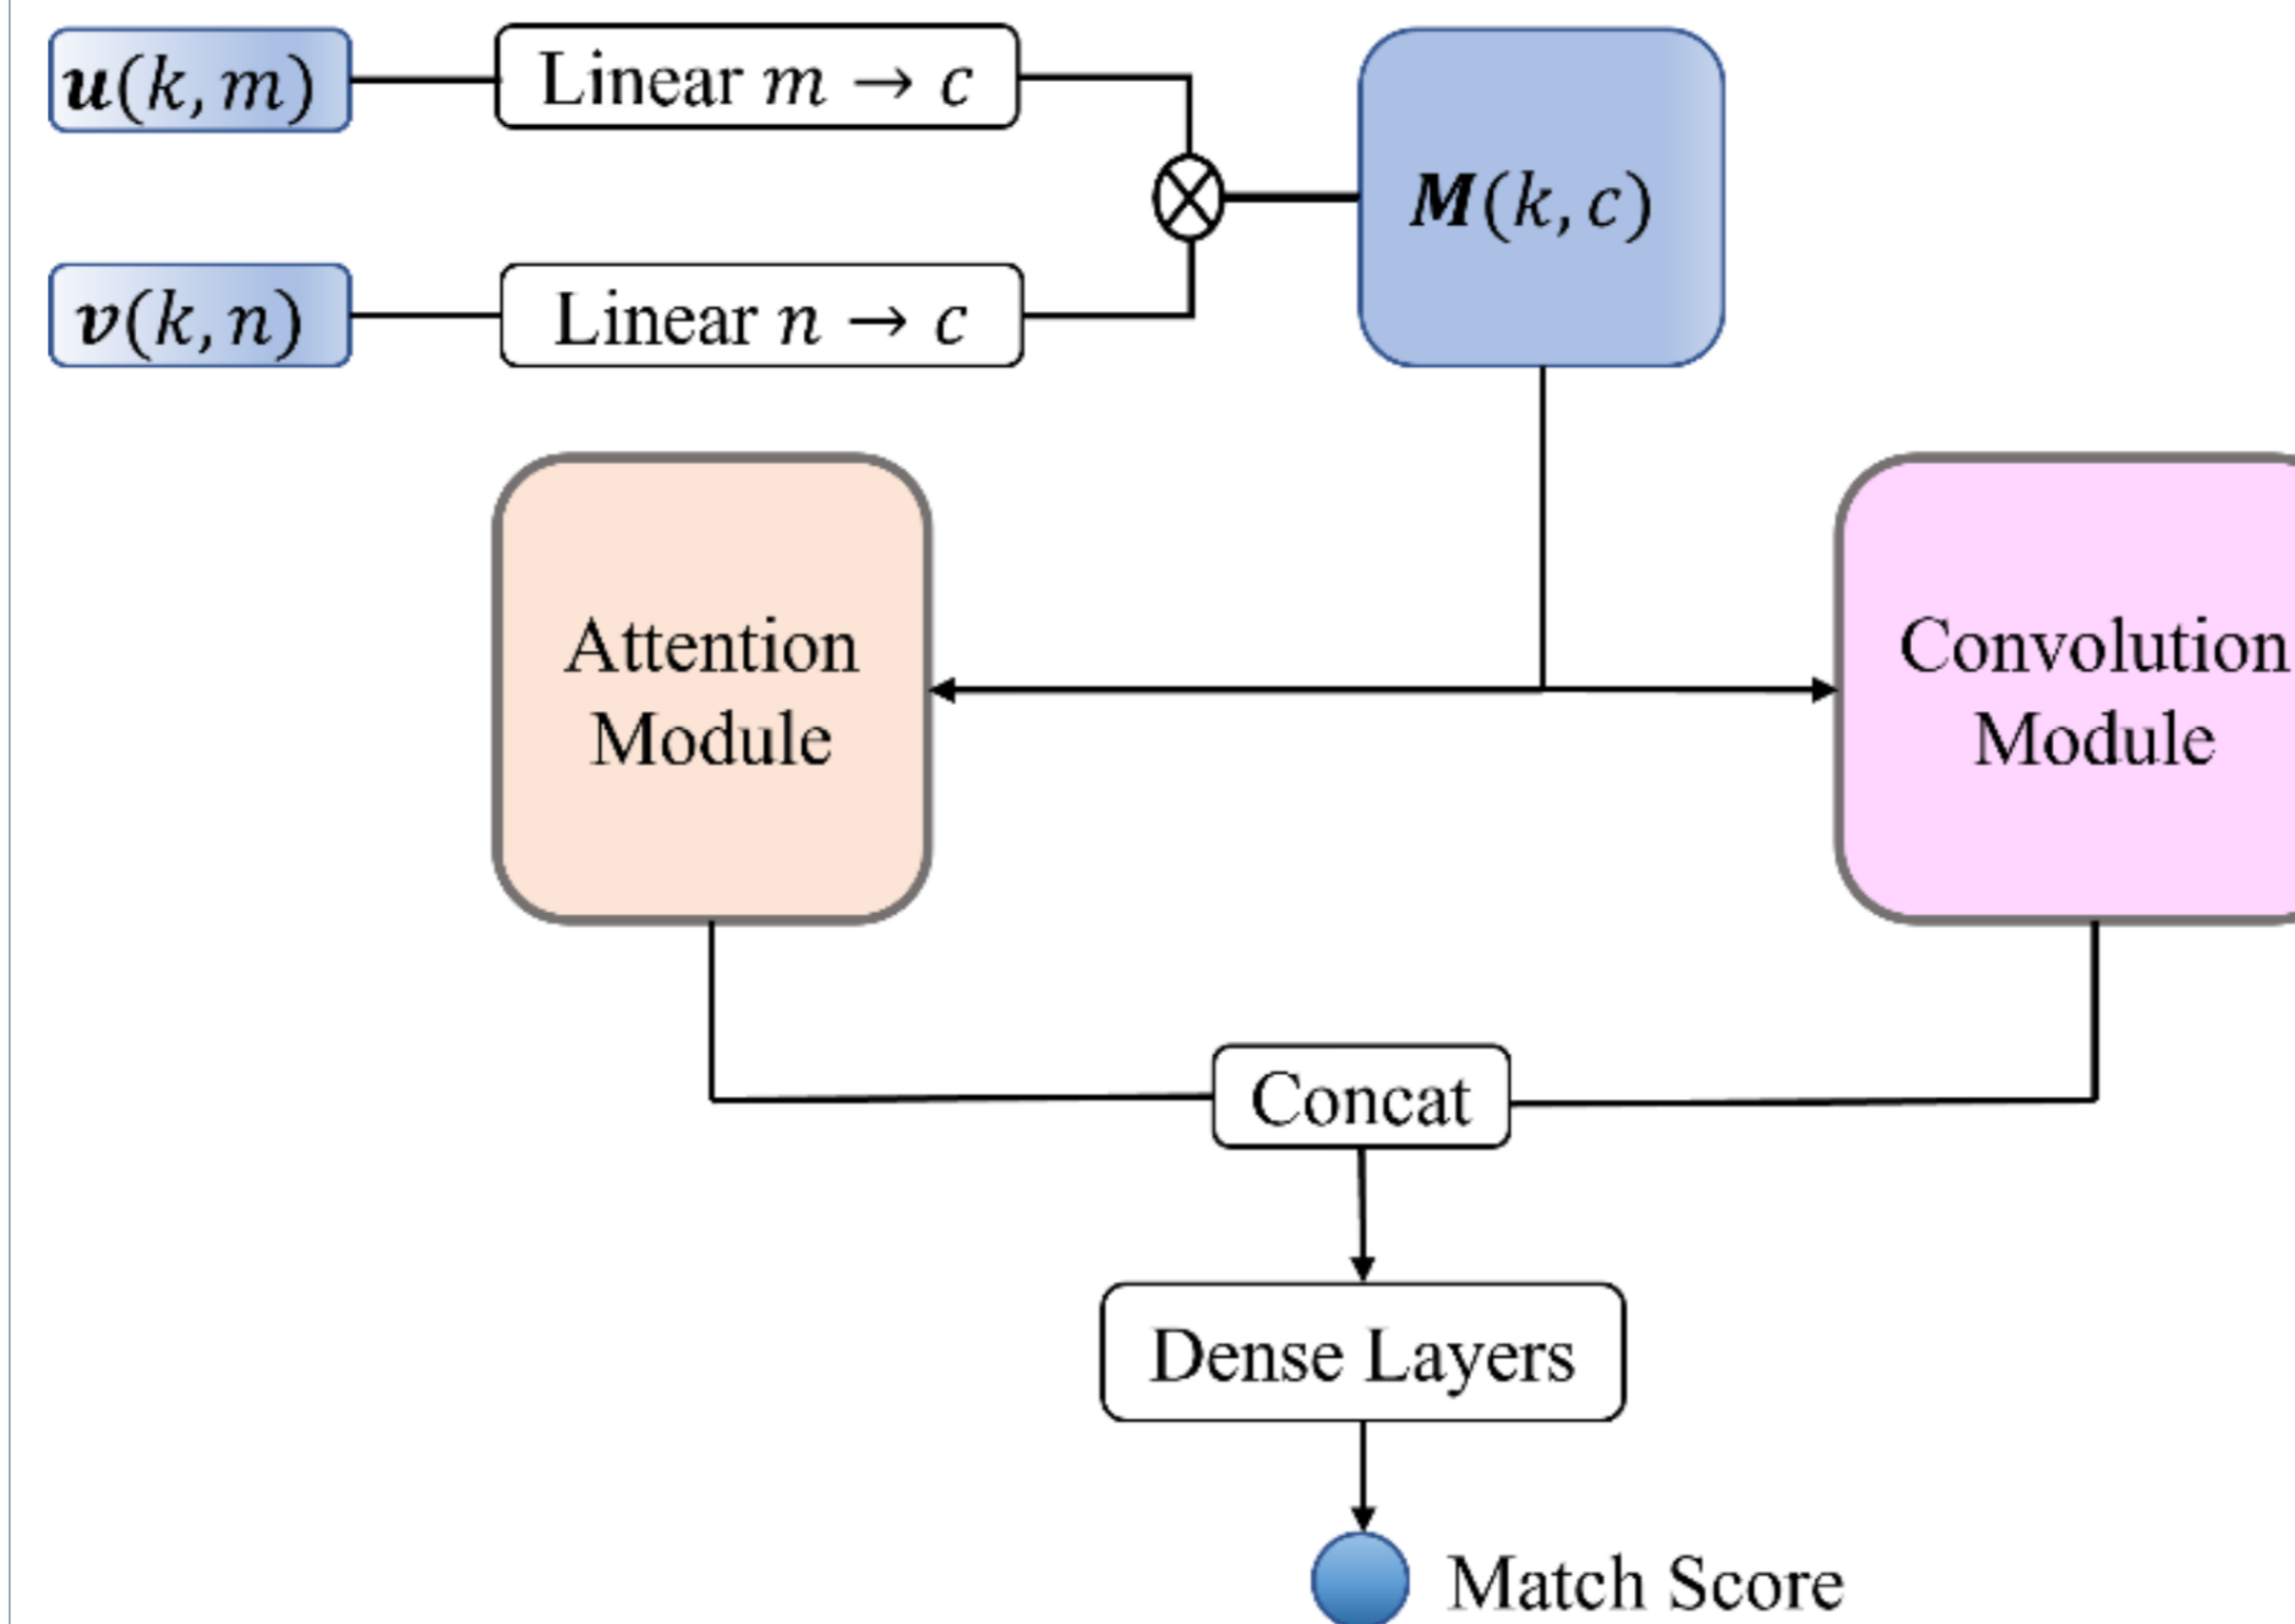 u(k, m)
Linear m → c
M(k, c)
v(k, n)
Linear n → c
Attention
Module
Convolution
Module
Concat
Dense Layers
Match Score